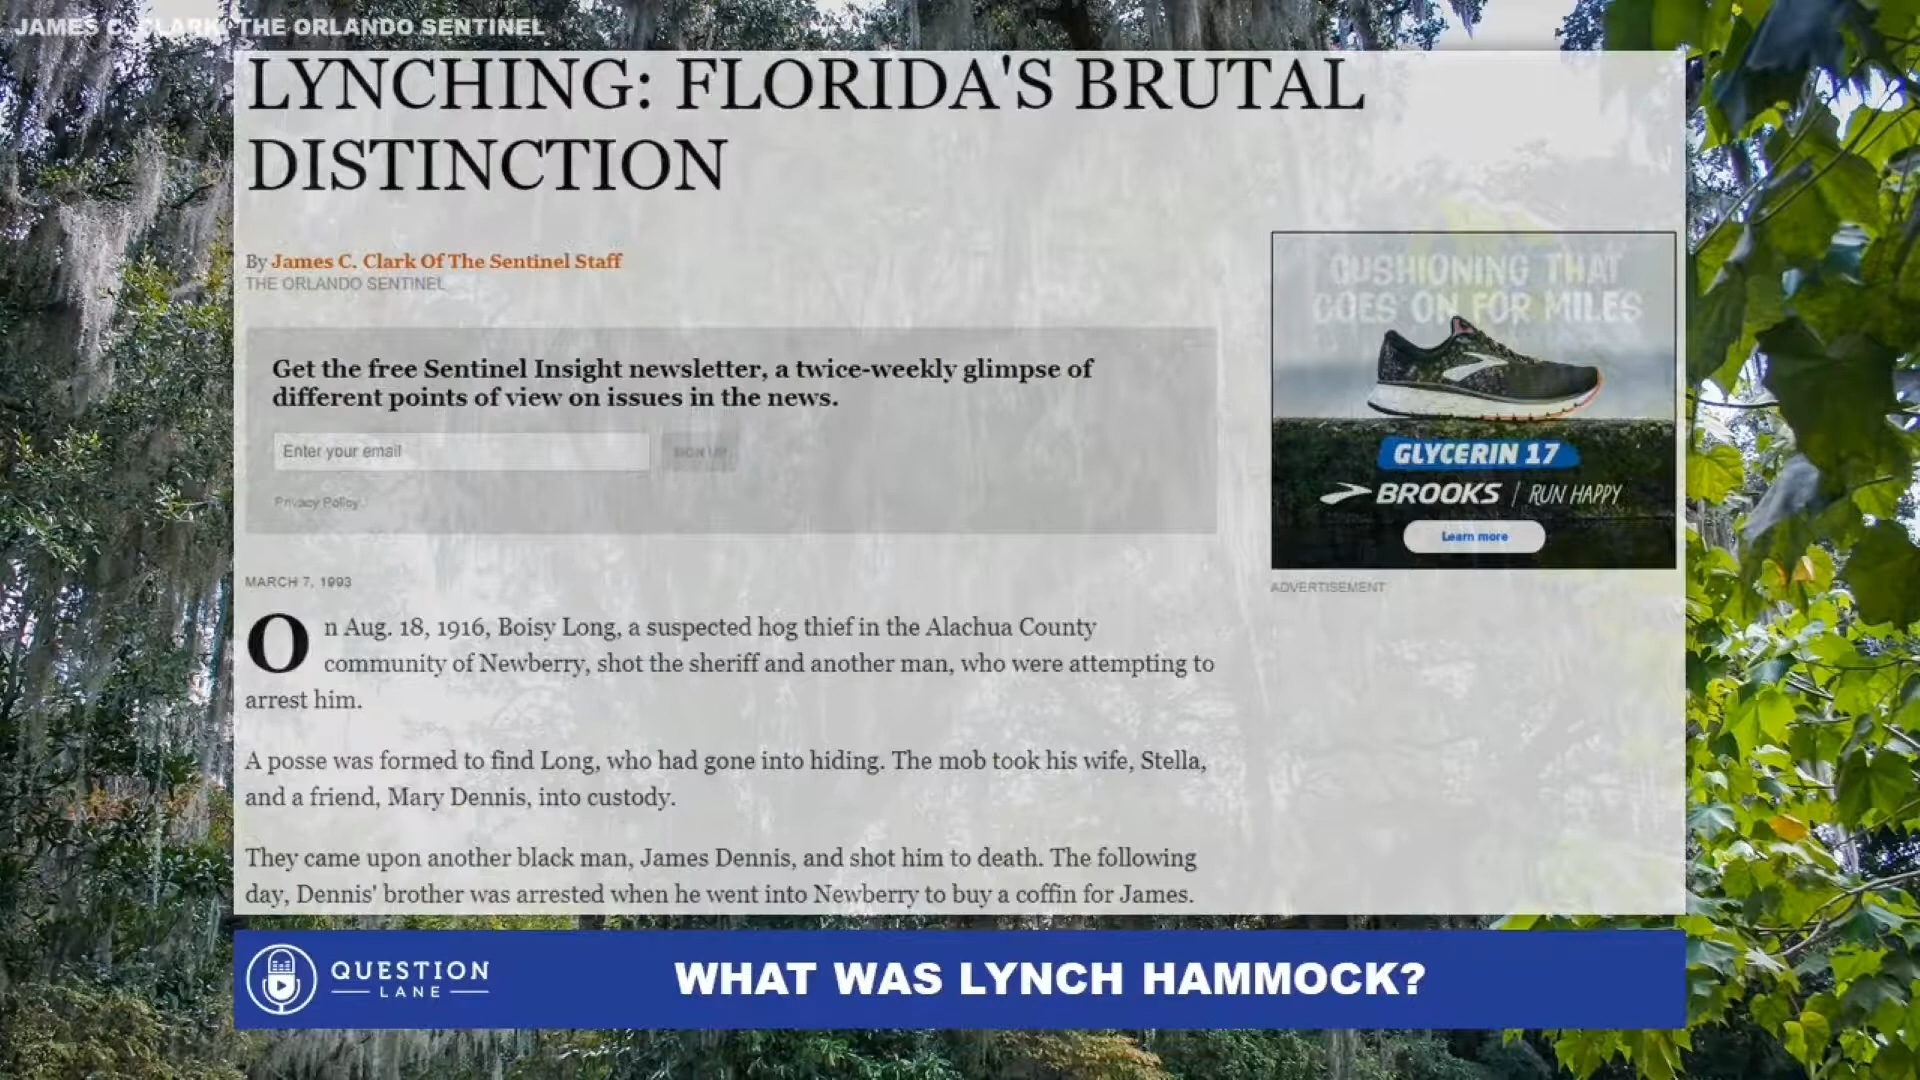 JAMES C. CLARK, THE ORLANDO SENTINEL
LYNCHING: FLORIDA'S BRUTAL
DISTINCTION
By James C. Clark Of The Sentinel Staff
THE ORLANDO SENTINEL
Get the free Sentinel Insight newsletter, a twice-weekly glimpse of
different points of view on issues in the news.
Enter your email
SIGN UP
Privacy Policy
CUSHIONING THAT
GOES ON FOR MILES
GLYCERIN 17
BROOKS | RUN HAPPY
Learn more
ADVERTISEMENT
MARCH 7, 1993
On Aug. 18, 1916, Boisy Long, a suspected hog thief in the Alachua County
community of Newberry, shot the sheriff and another man, who were attempting to
arrest him.
A posse was formed to find Long, who had gone into hiding. The mob took his wife, Stella,
and a friend, Mary Dennis, into custody.
They came upon another black man, James Dennis, and shot him to death. The following
day, Dennis' brother was arrested when he went into Newberry to buy a coffin for James.
QUESTION
LANE
WHAT WAS LYNCH HAMMOCK?